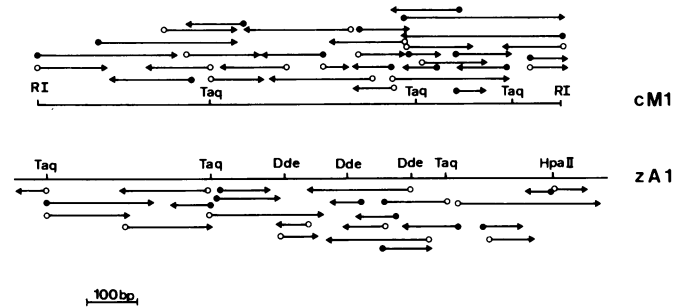 RI Taq Taq Taq RI
cM1
Taq Taq Dde Dde Dde Taq HpaII
zA1
100bp